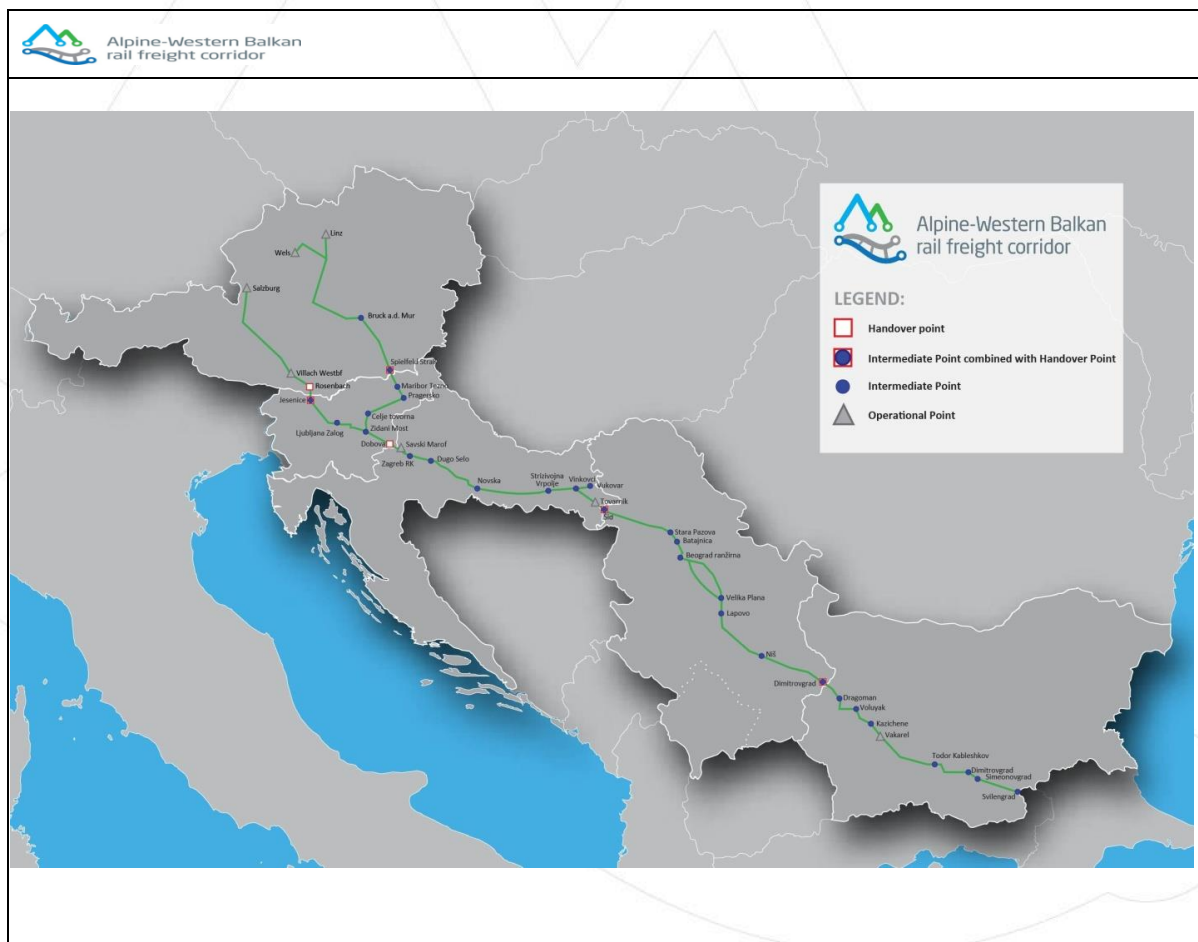 Alpine-Western Balkan
rail freight corridor
Alpine-Western Balkan
rail freight corridor
LEGEND:
Handover point
Intermediate Point combined with Handover Point
Intermediate Point
Operational Point
Linz
Wels
Salzburg
Bruck a.d. Mur
Spielfeld Straß
Villach Westbf
Rosenbach
Maribor Tezno
Jesenice
Pragersko
Celje tovorna
Ljubljana Zalog
Zidani Most
Dobova
Savski Marof
Zagreb RK
Dugo Selo
Novska
Strizivojna
Vrpolje
Vinkovci
Vukovar
Tovarnik
Šid
Stara Pazova
Batajnica
Beograd ranžirna
Velika Plana
Lapovo
Niš
Dimitrovgrad
Dragoman
Voluyak
Kazichene
Vakarel
Todor Kableshkov
Dimitrovgrad
Simeonovgrad
Svilengrad